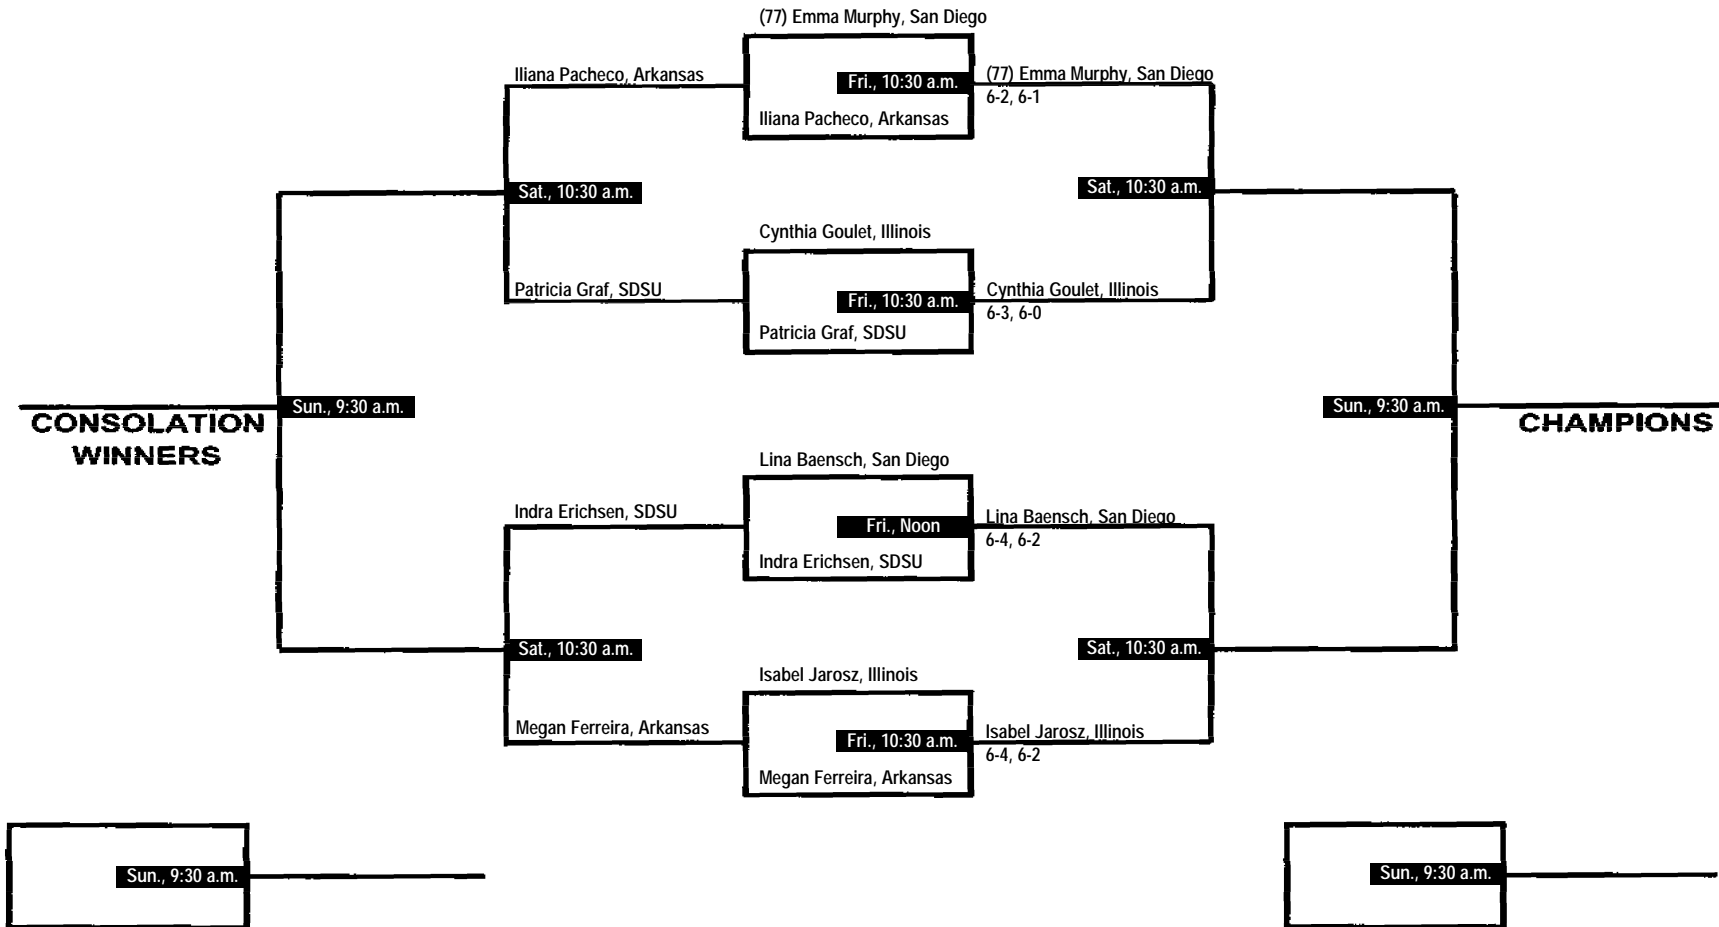 (77) Emma Murphy, San Diego
Iliana Pacheco, Arkansas
Fri., 10:30 a.m.
(77) Emma Murphy, San Diego
6-2, 6-1
Iliana Pacheco, Arkansas
Sat., 10:30 a.m.
Sat., 10:30 a.m.
Cynthia Goulet, Illinois
Patricia Graf, SDSU
Fri., 10:30 a.m.
Cynthia Goulet, Illinois
6-3, 6-0
Patricia Graf, SDSU
Sun., 9:30 a.m.
Sun., 9:30 a.m.
CONSOLATION
WINNERS
CHAMPIONS
Lina Baensch, San Diego
Indra Erichsen, SDSU
Fri., Noon
Lina Baensch, San Diego
6-4, 6-2
Indra Erichsen, SDSU
Sat., 10:30 a.m.
Sat., 10:30 a.m.
Isabel Jarosz, Illinois
Megan Ferreira, Arkansas
Fri., 10:30 a.m.
Isabel Jarosz, Illinois
6-4, 6-2
Megan Ferreira, Arkansas
Sun., 9:30 a.m.
Sun., 9:30 a.m.